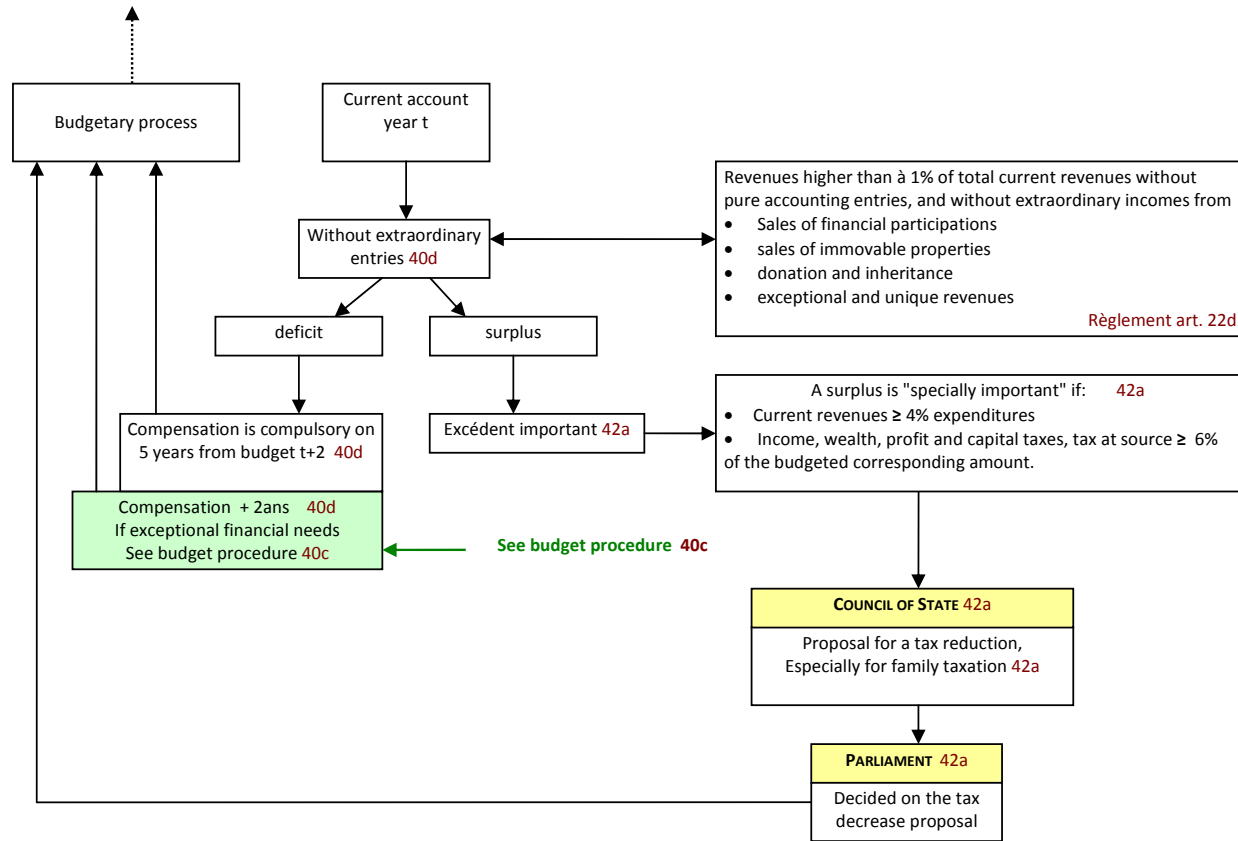 Budgetary process
Current account
year t
Without extraordinary
entries 40d
Revenues higher than à 1% of total current revenues without
pure accounting entries, and without extraordinary incomes from
• Sales of financial participations
• sales of immovable properties
• donation and inheritance
• exceptional and unique revenues
Règlement art. 22d
deficit
surplus
Compensation is compulsory on
5 years from budget t+2 40d
Excédent important 42a
A surplus is "specially important" if: 42a
• Current revenues ≥ 4% expenditures
• Income, wealth, profit and capital taxes, tax at source ≥ 6%
of the budgeted corresponding amount.
Compensation + 2ans 40d
If exceptional financial needs
See budget procedure 40c
See budget procedure 40c
COUNCIL OF STATE 42a
Proposal for a tax reduction,
Especially for family taxation 42a
PARLIAMENT 42a
Decided on the tax
decrease proposal